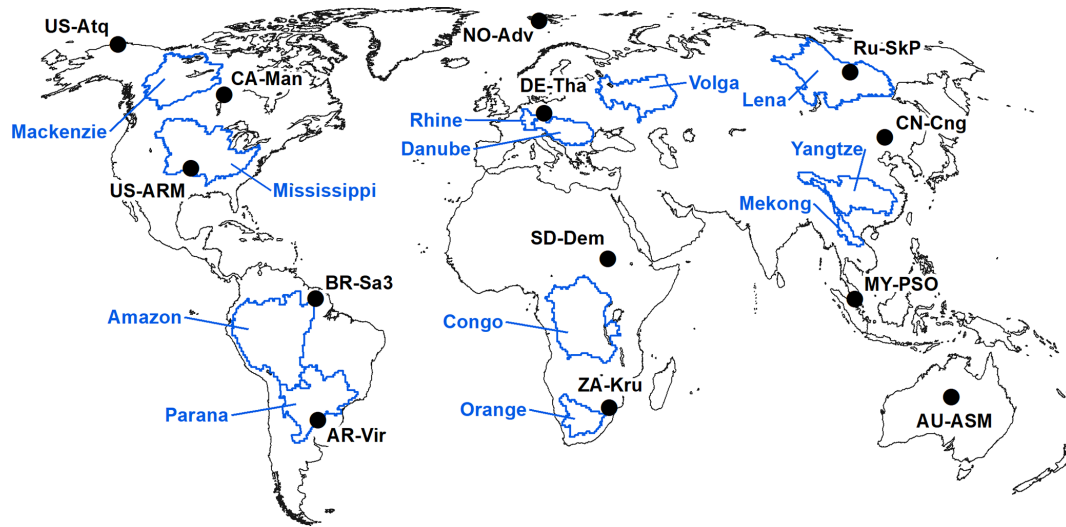 US-Atq
NO-Adv
Ru-SkP
CA-Man
DE-Tha
Volga
Lena
Mackenzie
Rhine
CN-Cng
Danube
Yangtze
US-ARM
Mississippi
Mekong
SD-Dem
BR-Sa3
MY-PSO
Amazon
Congo
ZA-Kru
Parana
Orange
AR-Vir
AU-ASM